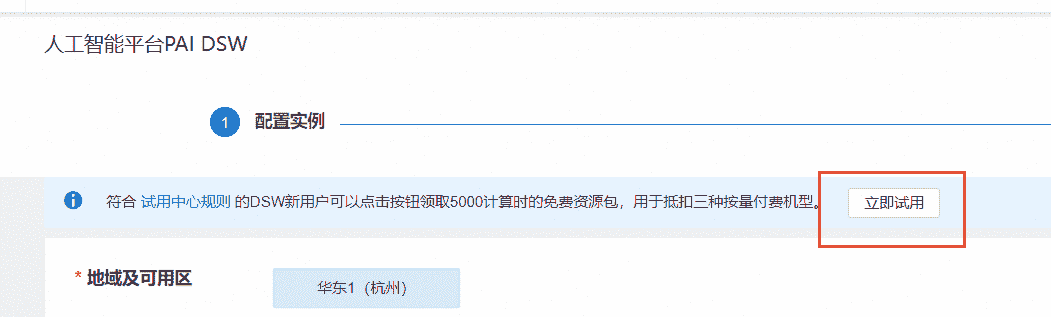 人工智能平台PAI DSW
1 配置实例
符合 试用中心规则 的DSW新用户可以点击按钮领取5000计算时的免费资源包，用于抵扣三种按量付费机型。 立即试用
* 地域及可用区 华东1（杭州）